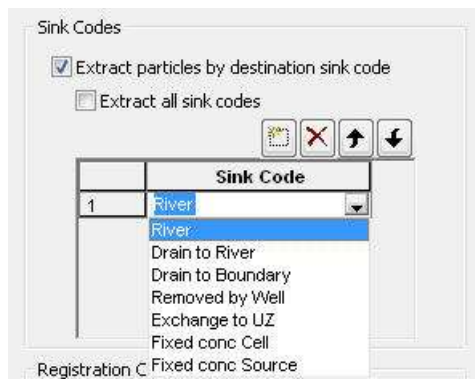 Sink Codes
Extract particles by destination sink code
Extract all sink codes
Sink Code
1 River
River
Drain to River
Drain to Boundary
Removed by Well
Exchange to UZ
Fixed conc Cell
Registration C Fixed conc Source